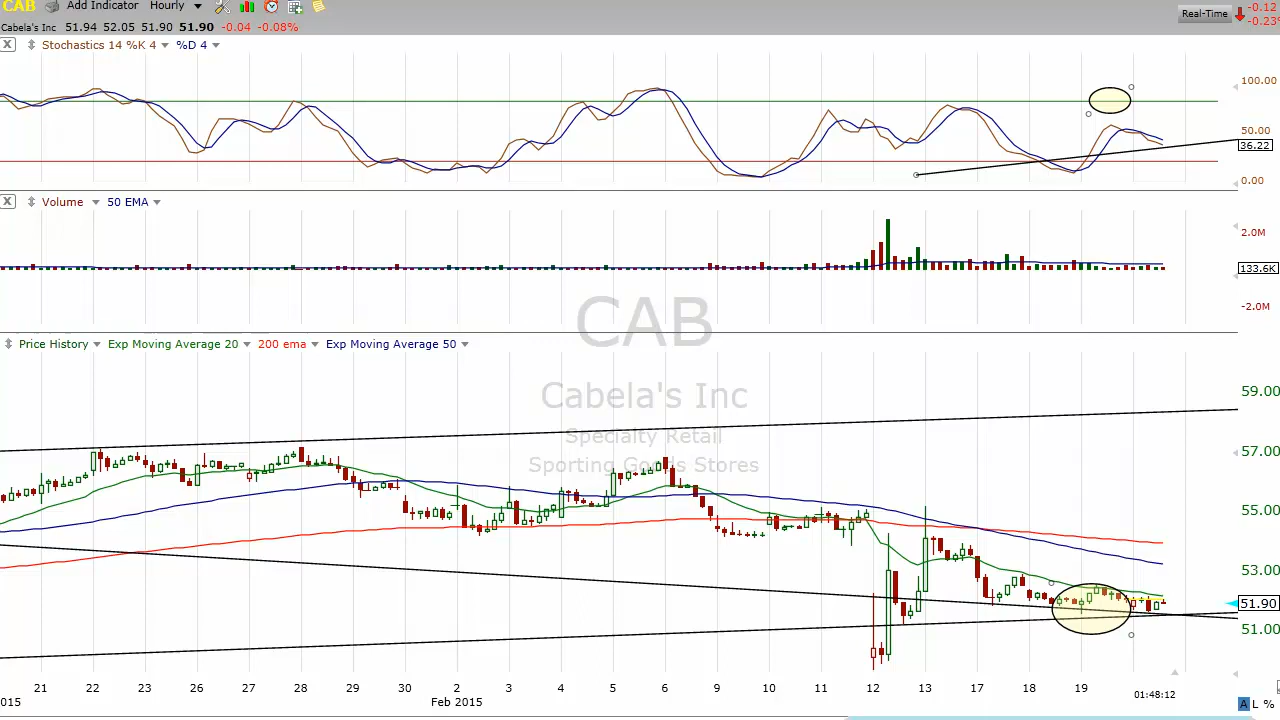 CAB Add Indicator Hourly
Cabela's Inc 51.94 52.05 51.90 51.90 -0.04 -0.08%
Real-Time -0.12
-0.23%
X Stochastics 14 %K 4 %D 4
100.00
50.00
36.22
0.00
X Volume 50 EMA
2.0M
133.6K
-2.0M
CAB
Cabela's Inc
Specialty Retail
Sporting Goods Stores
Price History Exp Moving Average 20 200 ema Exp Moving Average 50
59.00
57.00
55.00
53.00
51.90
51.00
21 22 23 26 27 28 29 30 2 3 4 5 6 9 10 11 12 13 17 18 19
01:48:12
015 Feb 2015
A L %